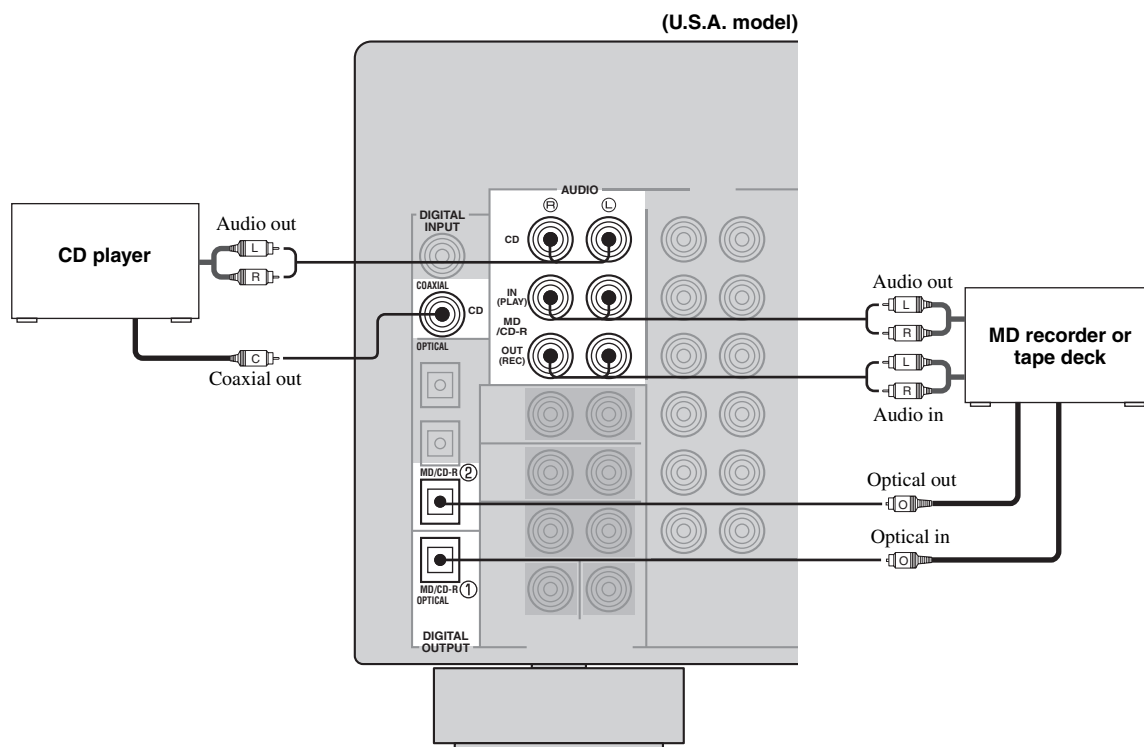 (U.S.A. model)
AUDIO
R L
DIGITAL
INPUT
Audio out
L
R
CD player
CD
COAXIAL
CD
IN
(PLAY)
MD
/CD-R
OUT
(REC)
OPTICAL
C
Coaxial out
Audio out
L
R
L
R
Audio in
MD recorder or
tape deck
MD/CD-R ②
Optical out
O
Optical in
O
MD/CD-R ①
OPTICAL
DIGITAL
OUTPUT